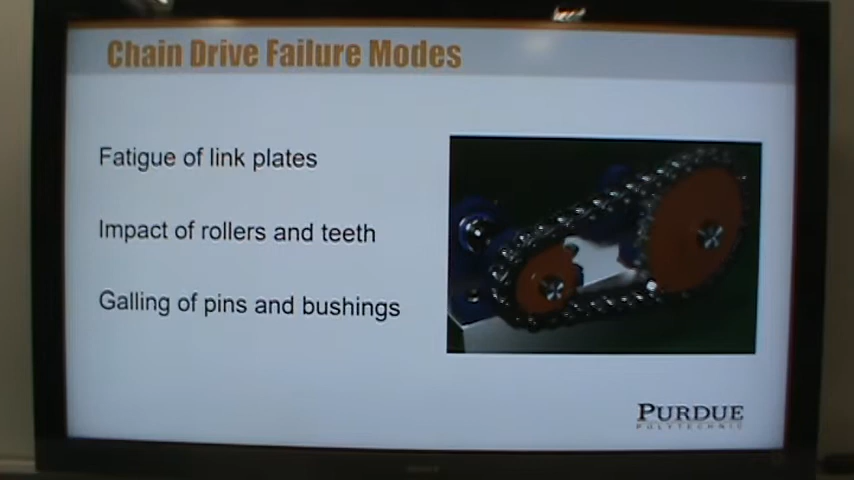 Chain Drive Failure Modes
Fatigue of link plates
Impact of rollers and teeth
Galling of pins and bushings
PURDUE
POLYTECHNIC